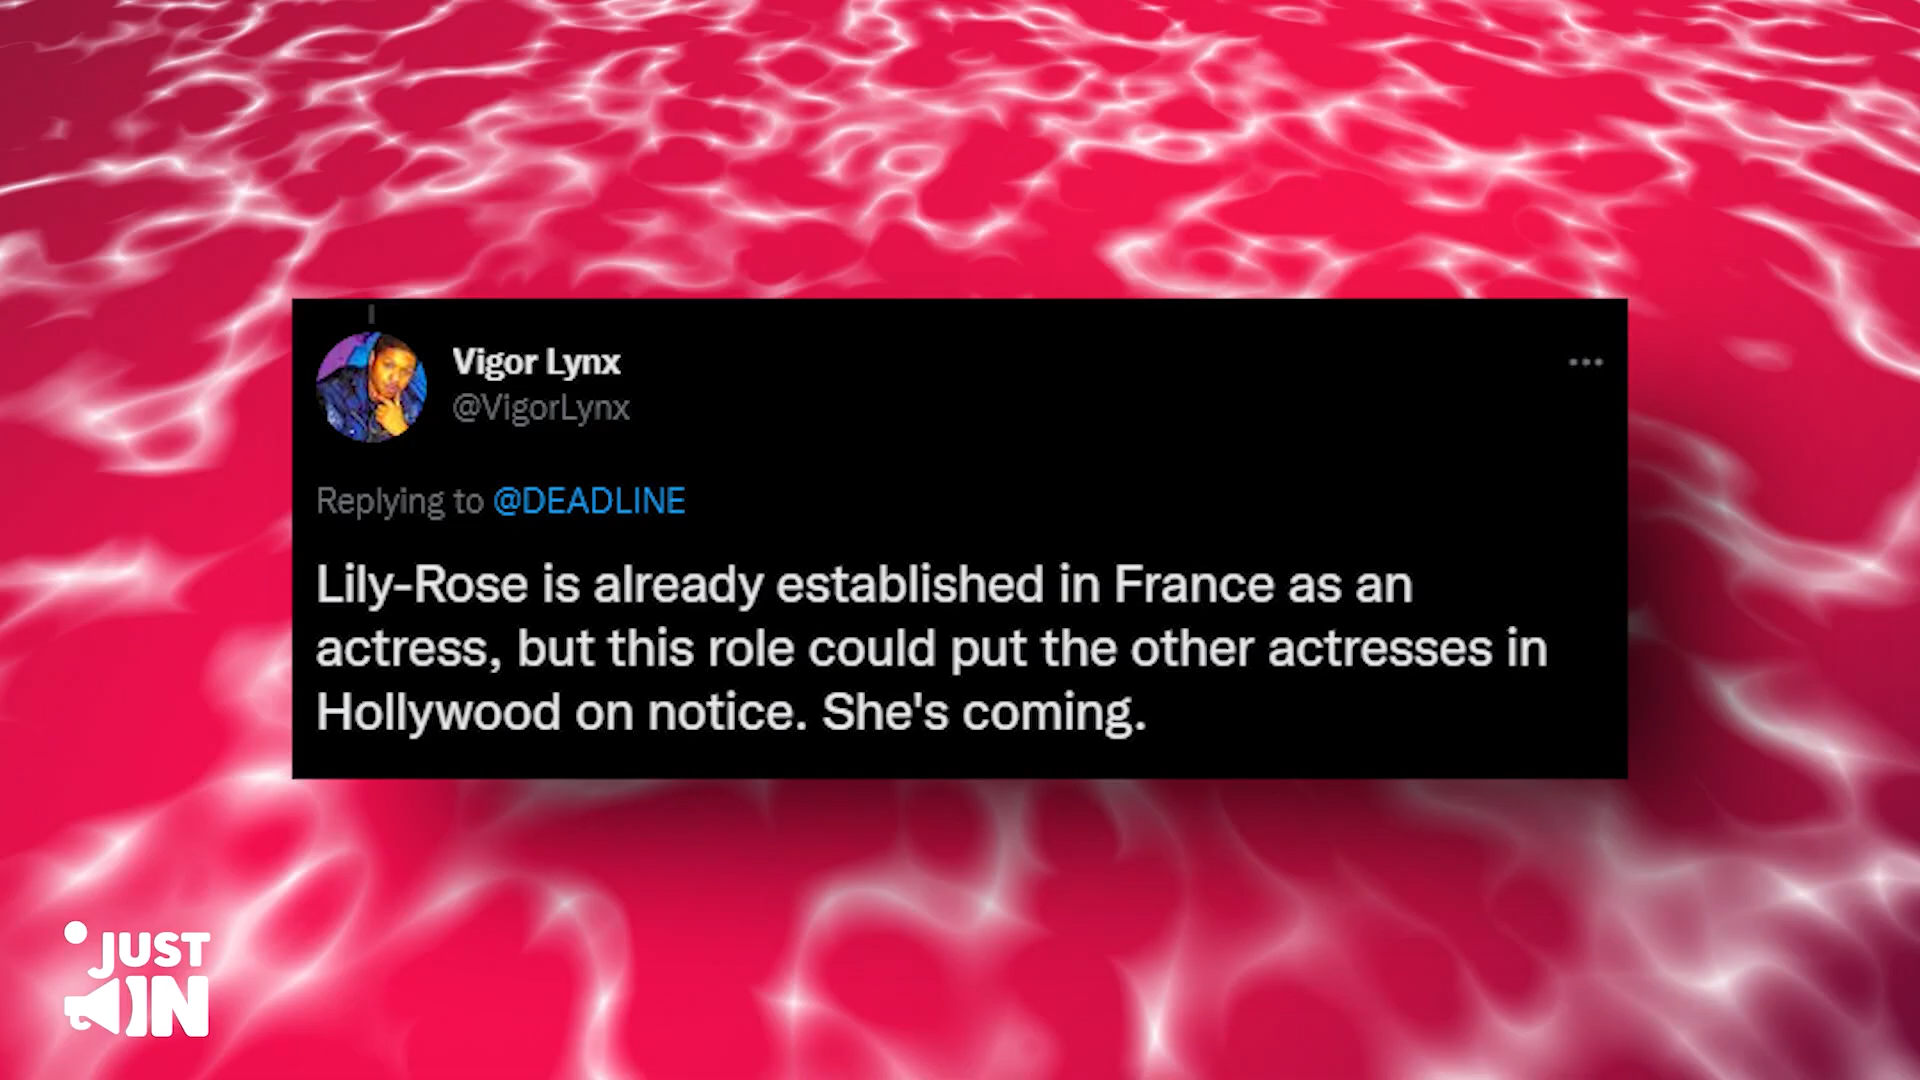 Vigor Lynx
@VigorLynx
Replying to @DEADLINE
Lily-Rose is already established in France as an
actress, but this role could put the other actresses in
Hollywood on notice. She's coming.
JUST
IN